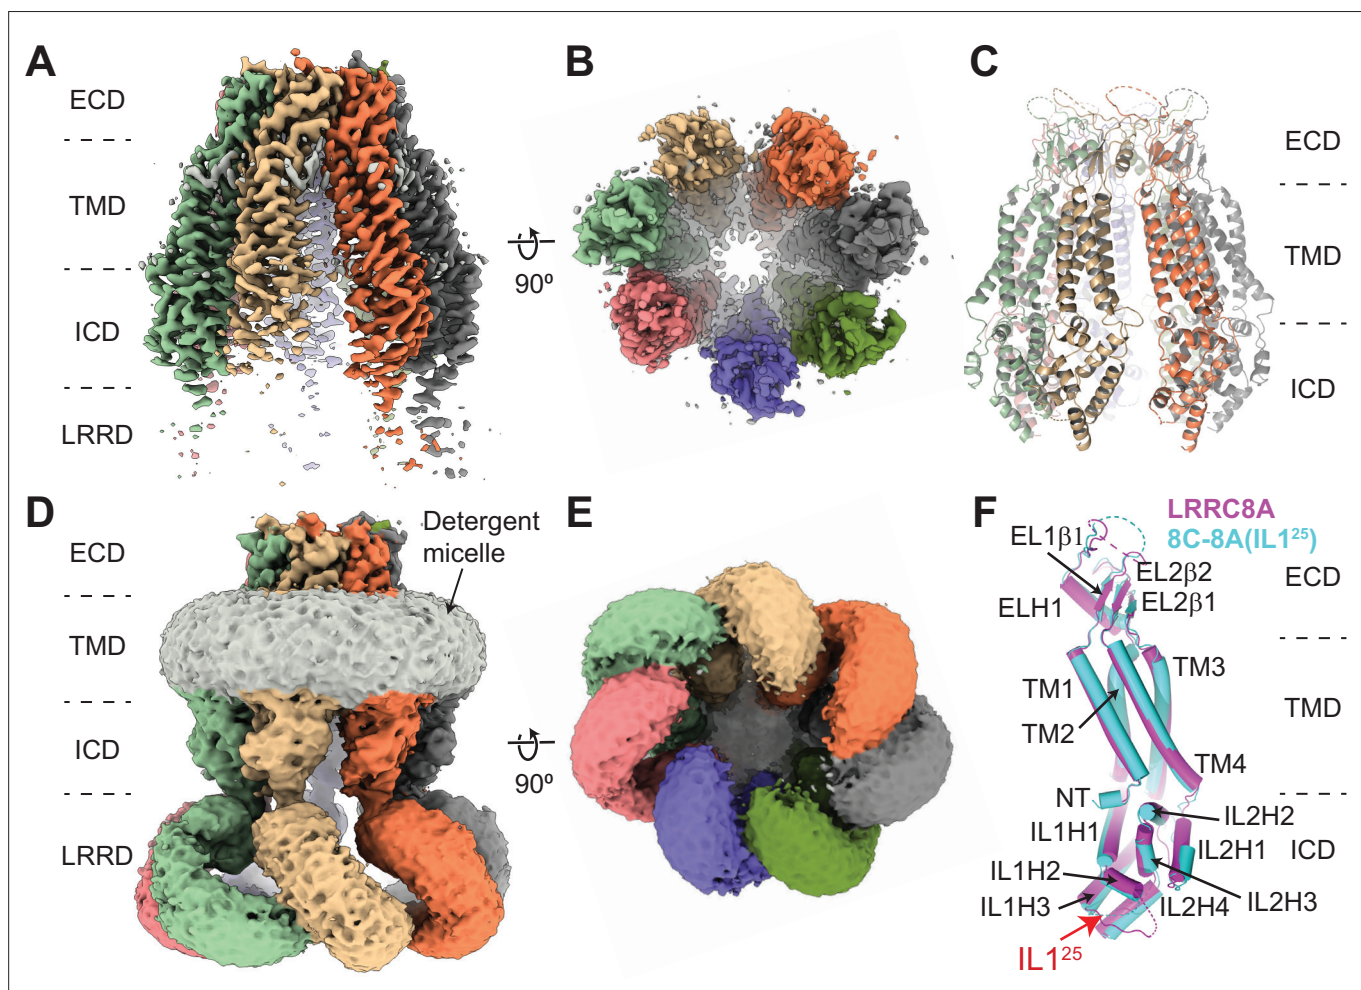 A
ECD
TMD
ICD
LRRD
90º
B
C
ECD
TMD
ICD
D
ECD
TMD
ICD
LRRD
Detergent
micelle
90º
E
F
LRRC8A
8C-8A(IL1²⁵)
EL1β1
EL2β2
EL2β1
ELH1
TM1
TM2
TM3
TM4
NT
IL1H1
IL1H2
IL1H3
IL2H2
IL2H1
IL2H3
IL2H4
IL1²⁵
ECD
TMD
ICD